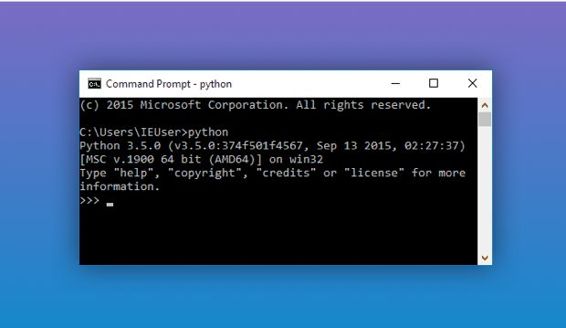 Command Prompt - python
(c) 2015 Microsoft Corporation. All rights reserved.
C:\Users\IEUser>python
Python 3.5.0 (v3.5.0:374f501f4567, Sep 13 2015, 02:27:37)
[MSC v.1900 64 bit (AMD64)] on win32
Type "help", "copyright", "credits" or "license" for more
information.
>>>